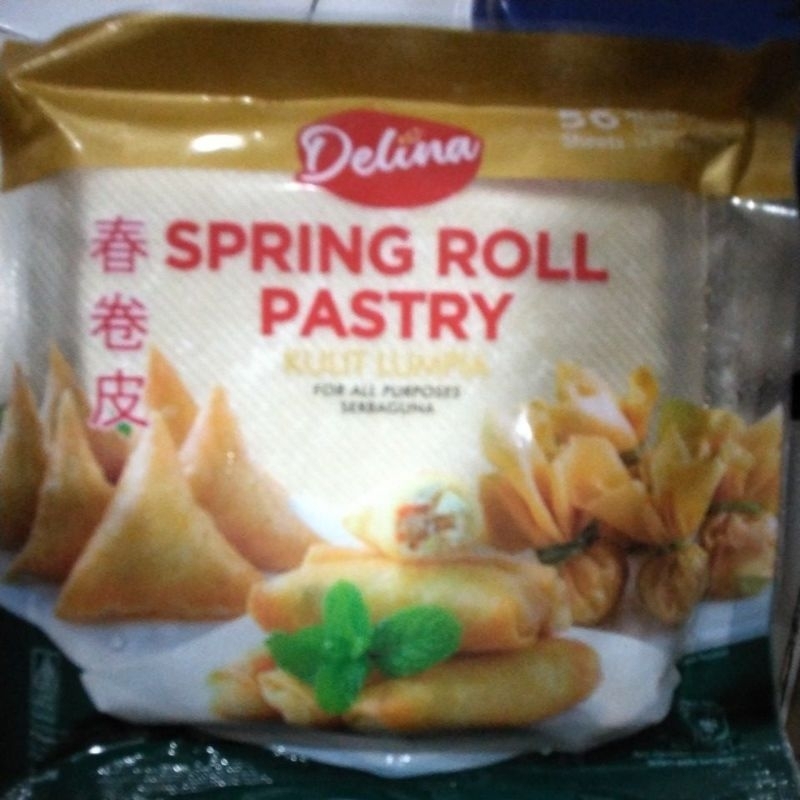 Delina
春卷皮
SPRING ROLL
PASTRY
KULIT LUMPIA
FOR ALL PURPOSES
SERBAGUNA